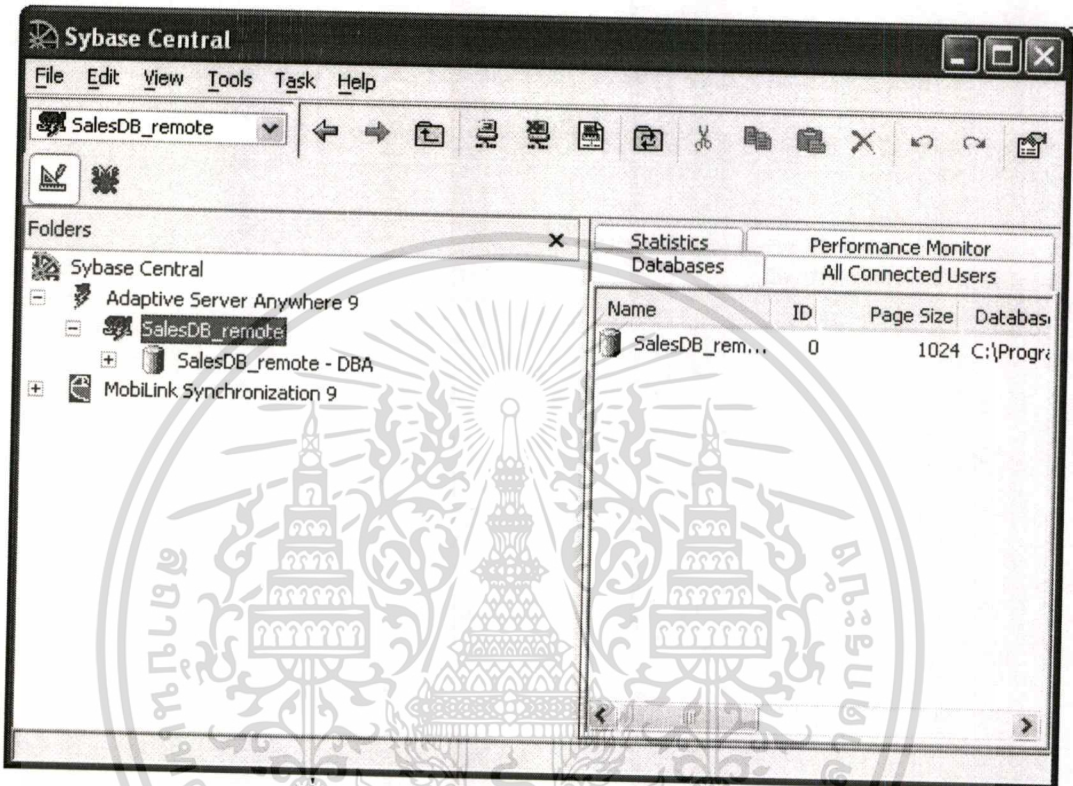 Sybase Central
File Edit View Tools Task Help
SalesDB_remote
Folders
Sybase Central
Adaptive Server Anywhere 9
SalesDB_remote
SalesDB_remote - DBA
MobiLink Synchronization 9
Statistics Performance Monitor
Databases All Connected Users
Name ID Page Size Databas
SalesDB_rem... 0 1024 C:\Progra